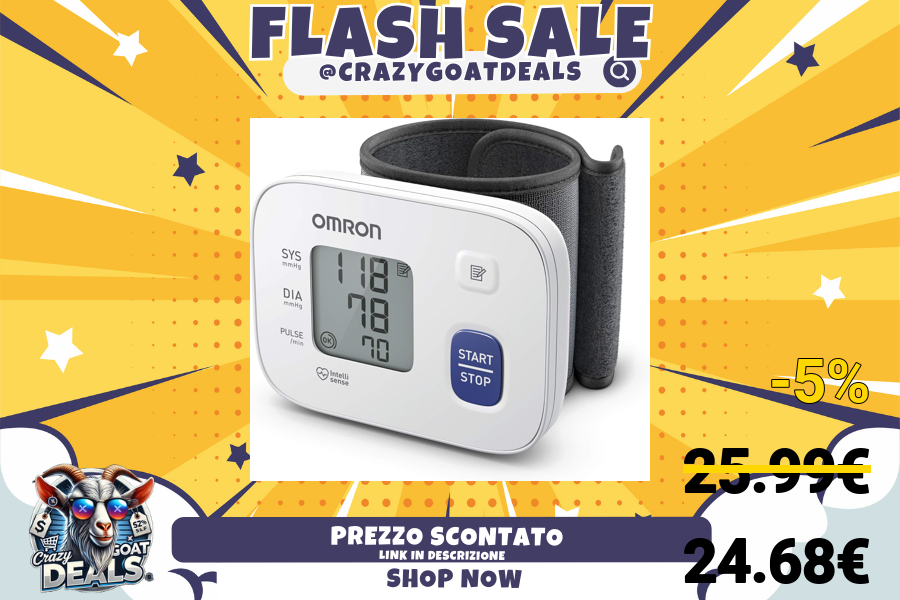 FLASH SALE
@CRAZYGOATDEALS
OMRON
SYS
mmHg
118
DIA
mmHg
78
PULSE
/min
OK
70
Intelli
sense
START
STOP
-5%
25.99€
24.68€
PREZZO SCONTATO
LINK IN DESCRIZIONE
SHOP NOW
$
Crazy
GOAT
DEALS